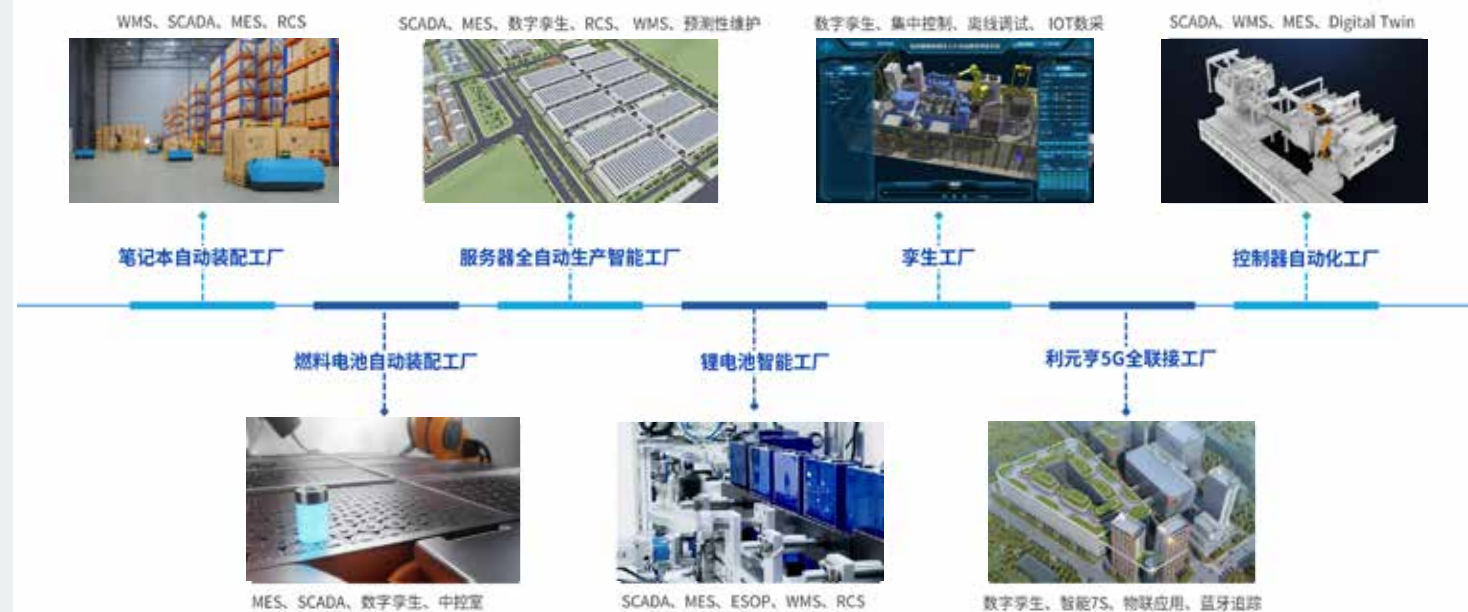 WMS、SCADA、MES、RCS
SCADA、MES、数字孪生、RCS、 WMS、预测性维护
数字孪生、集中控制、离线调试、 IOT数采
SCADA、WMS、MES、Digital Twin
笔记本自动装配工厂
服务器全自动生产智能工厂
孪生工厂
控制器自动化工厂
燃料电池自动装配工厂
锂电池智能工厂
利元亨5G全联接工厂
MES、SCADA、数字孪生、中控室
SCADA、MES、ESOP、WMS、RCS
数字孪生、智能7S、物联应用、蓝牙追踪